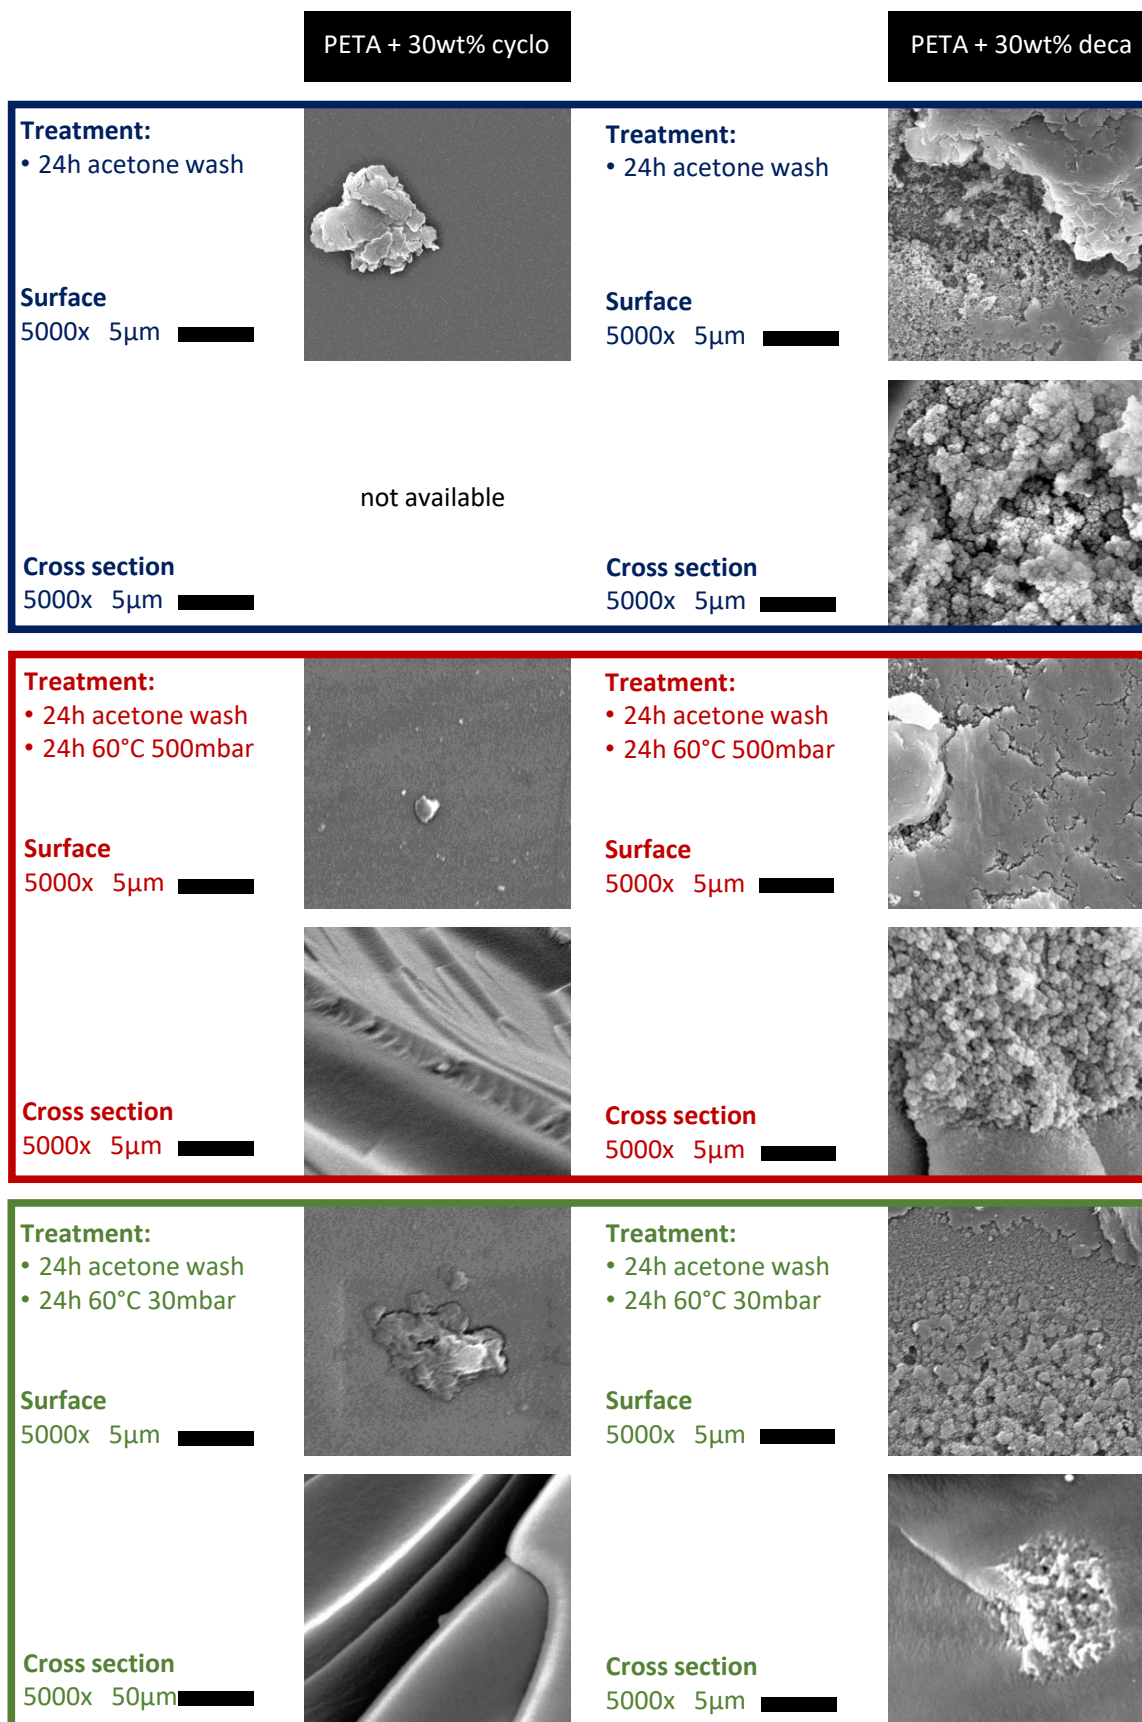 PETA + 30wt% cyclo
PETA + 30wt% deca
Treatment:
• 24h acetone wash
Surface
5000x 5µm
Treatment:
• 24h acetone wash
Surface
5000x 5µm
not available
Cross section
5000x 5µm
Cross section
5000x 5µm
Treatment:
• 24h acetone wash
• 24h 60°C 500mbar
Surface
5000x 5µm
Treatment:
• 24h acetone wash
• 24h 60°C 500mbar
Surface
5000x 5µm
Cross section
5000x 5µm
Cross section
5000x 5µm
Treatment:
• 24h acetone wash
• 24h 60°C 30mbar
Surface
5000x 5µm
Treatment:
• 24h acetone wash
• 24h 60°C 30mbar
Surface
5000x 5µm
Cross section
5000x 50µm
Cross section
5000x 5µm